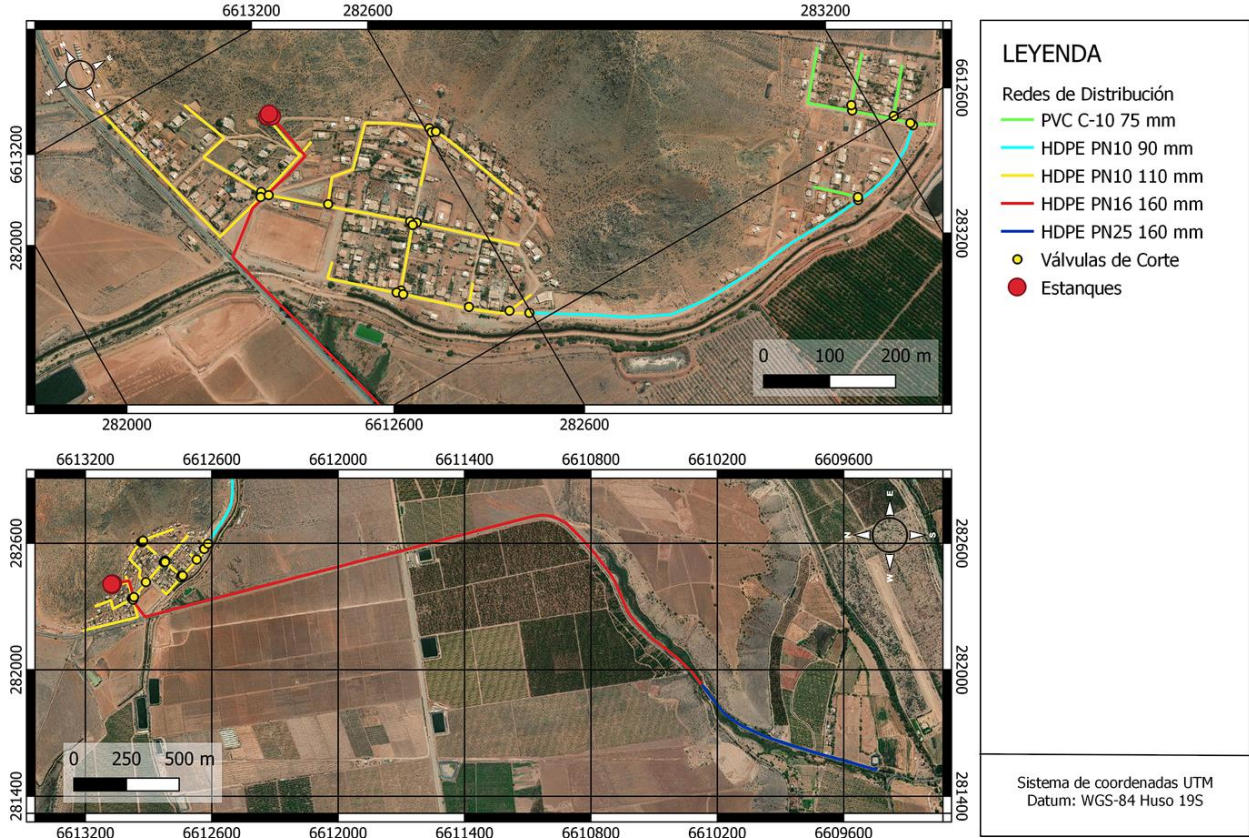 6613200 282600 283200
LEYENDA
Redes de Distribución
PVC C-10 75 mm
HDPE PN10 90 mm
HDPE PN10 110 mm
HDPE PN16 160 mm
HDPE PN25 160 mm
Válvulas de Corte
Estanques
6613200
282000
6612600
283200
0 100 200 m
282000 6612600 282600
6613200 6612600 6612000 6611400 6610800 6610200 6609600
N E S W
282600
282000
281400
282600
282000
281400
0 250 500 m
6613200 6612600 6612000 6611400 6610800 6610200 6609600
Sistema de coordenadas UTM
Datum: WGS-84 Huso 19S